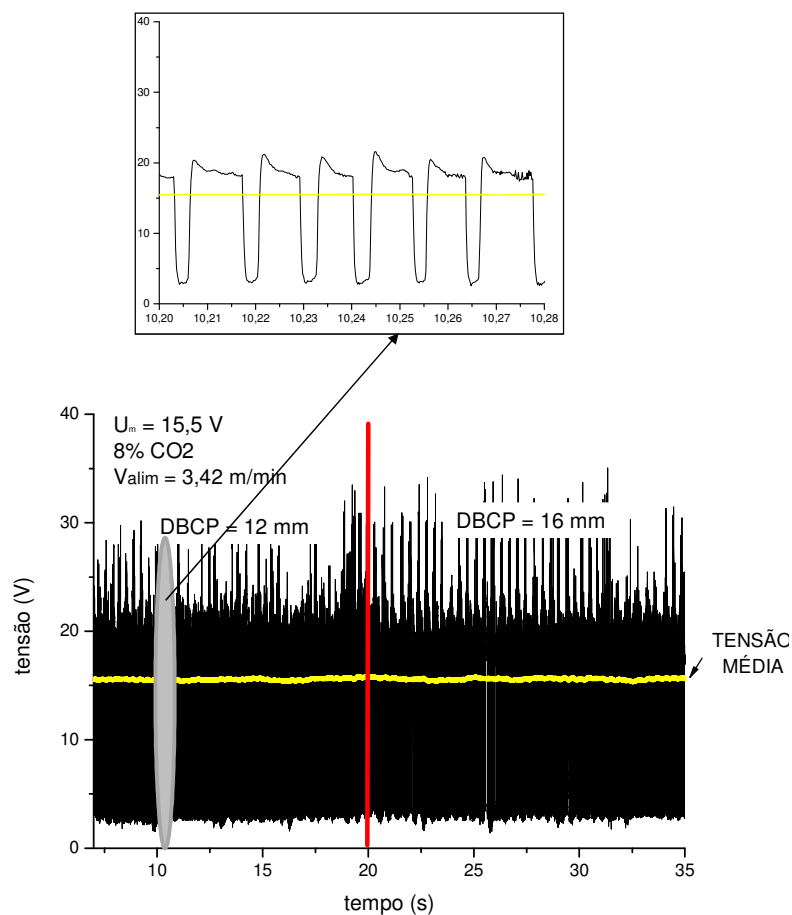 40
30
20
10
0
10,20 10,21 10,22 10,23 10,24 10,25 10,26 10,27 10,28
40
30
20
10
0
tensão (V)
Um = 15,5 V
8% CO2
Valim = 3,42 m/min
DBCP = 12 mm
DBCP = 16 mm
TENSÃO
MÉDIA
10 15 20 25 30 35
tempo (s)